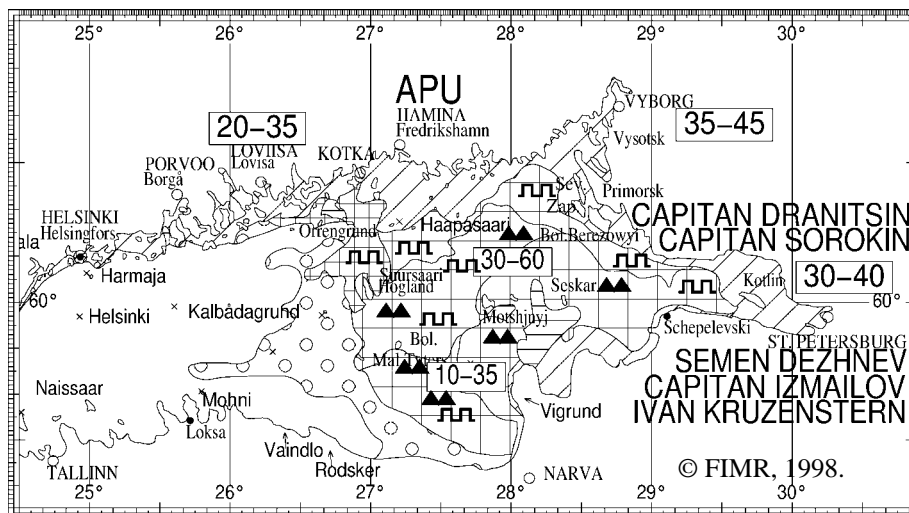 25° 26° 27° 28° 29° 30°
APU
HAMINA
Fredrikshamn
VYBORG
20–35
35–45
Vysotsk
LOVIISA
Lovisa
KOTKA
PORVOO
Borgå
Sev.
Zap.
Primorsk
HELSINKI
Helsingfors
Orrengrund
Haapasaari
CAPITAN DRANITSIN
CAPITAN SOROKIN
Bol.Berezowyi
ala
Harmaja
30–60
Suursaari
Hogland
Seskar
Kotlin
30–40
60°
60°
Helsinki
Kalbådagrund
Motshjnyj
Schepelevski
Bol.
ST.PETERSBURG
SEMEN DEZHNEV
CAPITAN IZMAILOV
IVAN KRUZENSTERN
10–35
Naissaar
Mohni
Vigrund
Loksa
Vaindlo
Rodsker
TALLINN
NARVA
© FIMR, 1998.
25° 26° 27° 28° 29° 30°